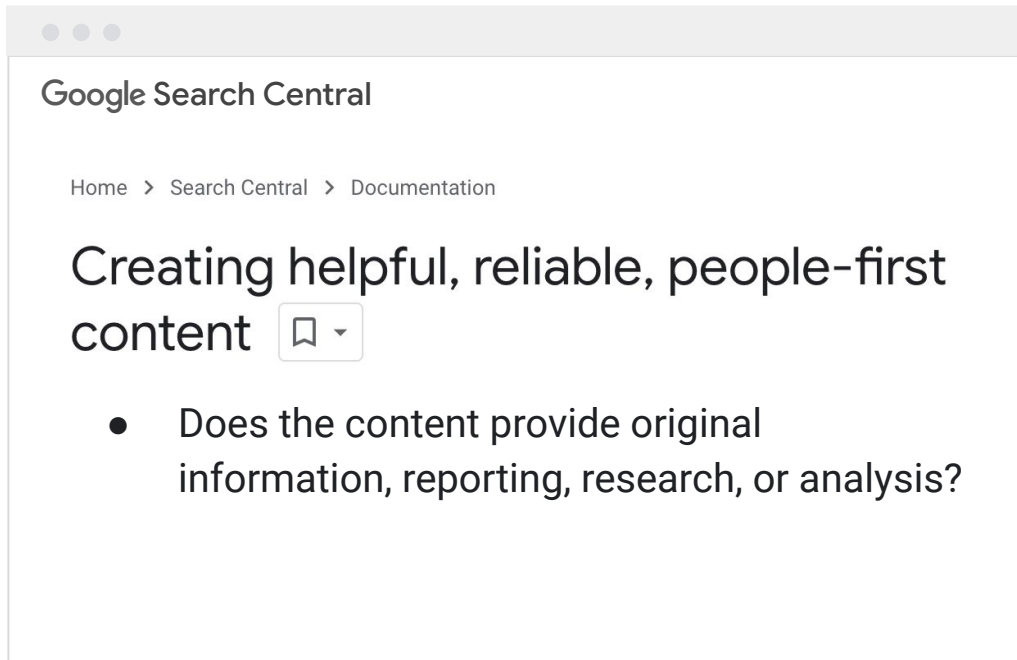 Google Search Central
Home > Search Central > Documentation
Creating helpful, reliable, people-first
content
● Does the content provide original
information, reporting, research, or analysis?